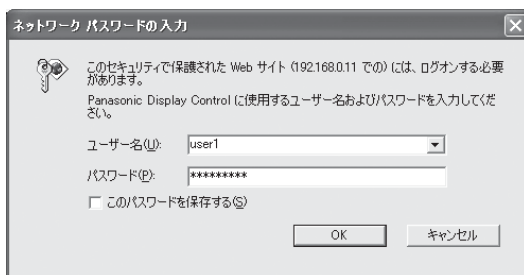 ネットワーク パスワードの入力
このセキュリティで保護された Web サイト (192.168.0.11 での) には、ログオンする必要
があります。
Panasonic Display Control に使用するユーザー名およびパスワードを入力してくだ
さい。
ユーザー名(U):
user1
パスワード(P):
*********
このパスワードを保存する(S)
OK
キャンセル